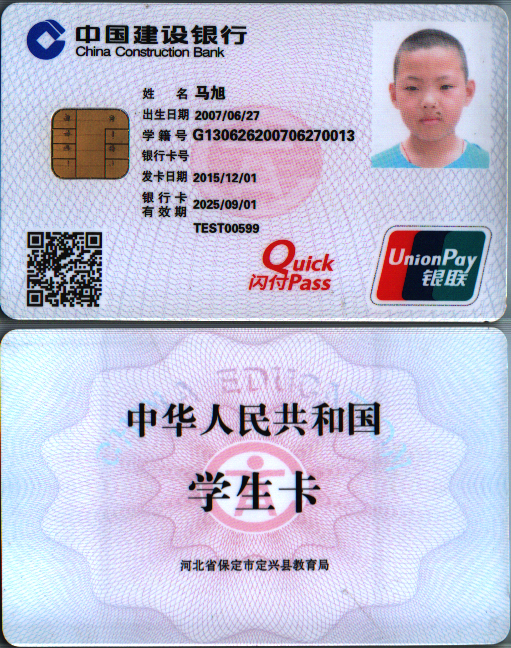 中国建设银行
China Construction Bank
姓 名 马旭
出生日期 2007/06/27
学籍号 G130626200706270013
银行卡号
发卡日期 2015/12/01
银行卡有效期 2025/09/01
TEST00599
Quick
闪付Pass
UnionPay
银联
中华人民共和国
学生卡
河北省保定市定兴县教育局